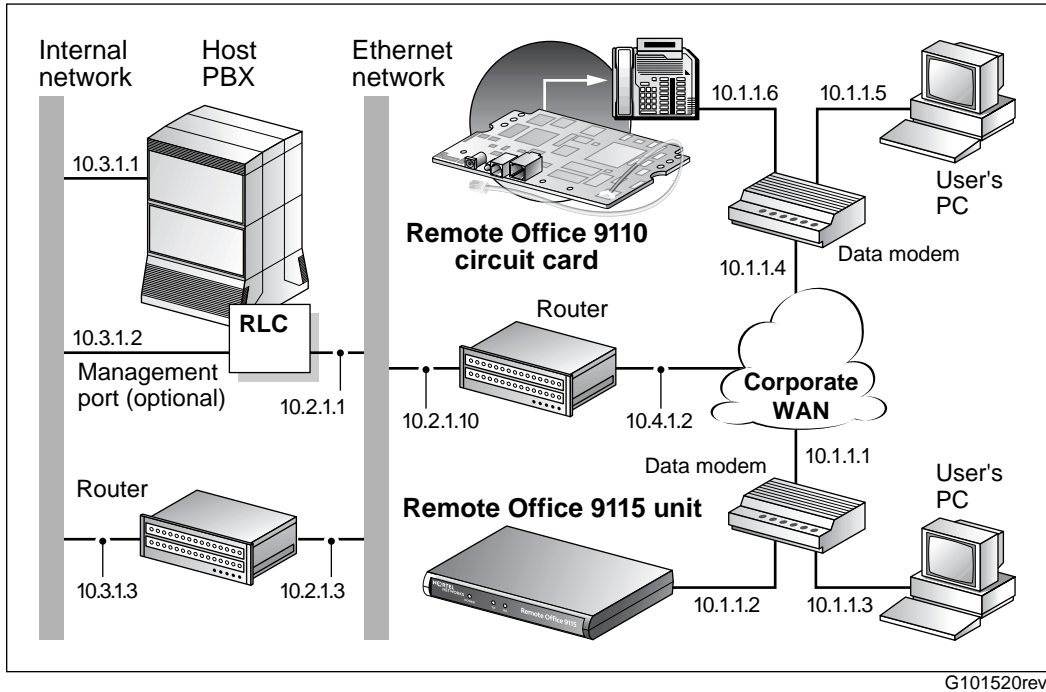 Internal
network
Host
PBX
Ethernet
network
10.3.1.1
10.1.1.6
10.1.1.5
User's
PC
Remote Office 9110
circuit card
Data modem
10.1.1.4
RLC
Router
10.3.1.2
Management
port (optional)
10.2.1.1
Corporate
WAN
10.2.1.10
10.4.1.2
Data modem
10.1.1.1
User's
PC
Router
Remote Office 9115 unit
10.3.1.3
10.2.1.3
NORTEL
NETWORKS
Remote Office 9115
10.1.1.2
10.1.1.3
G101520rev